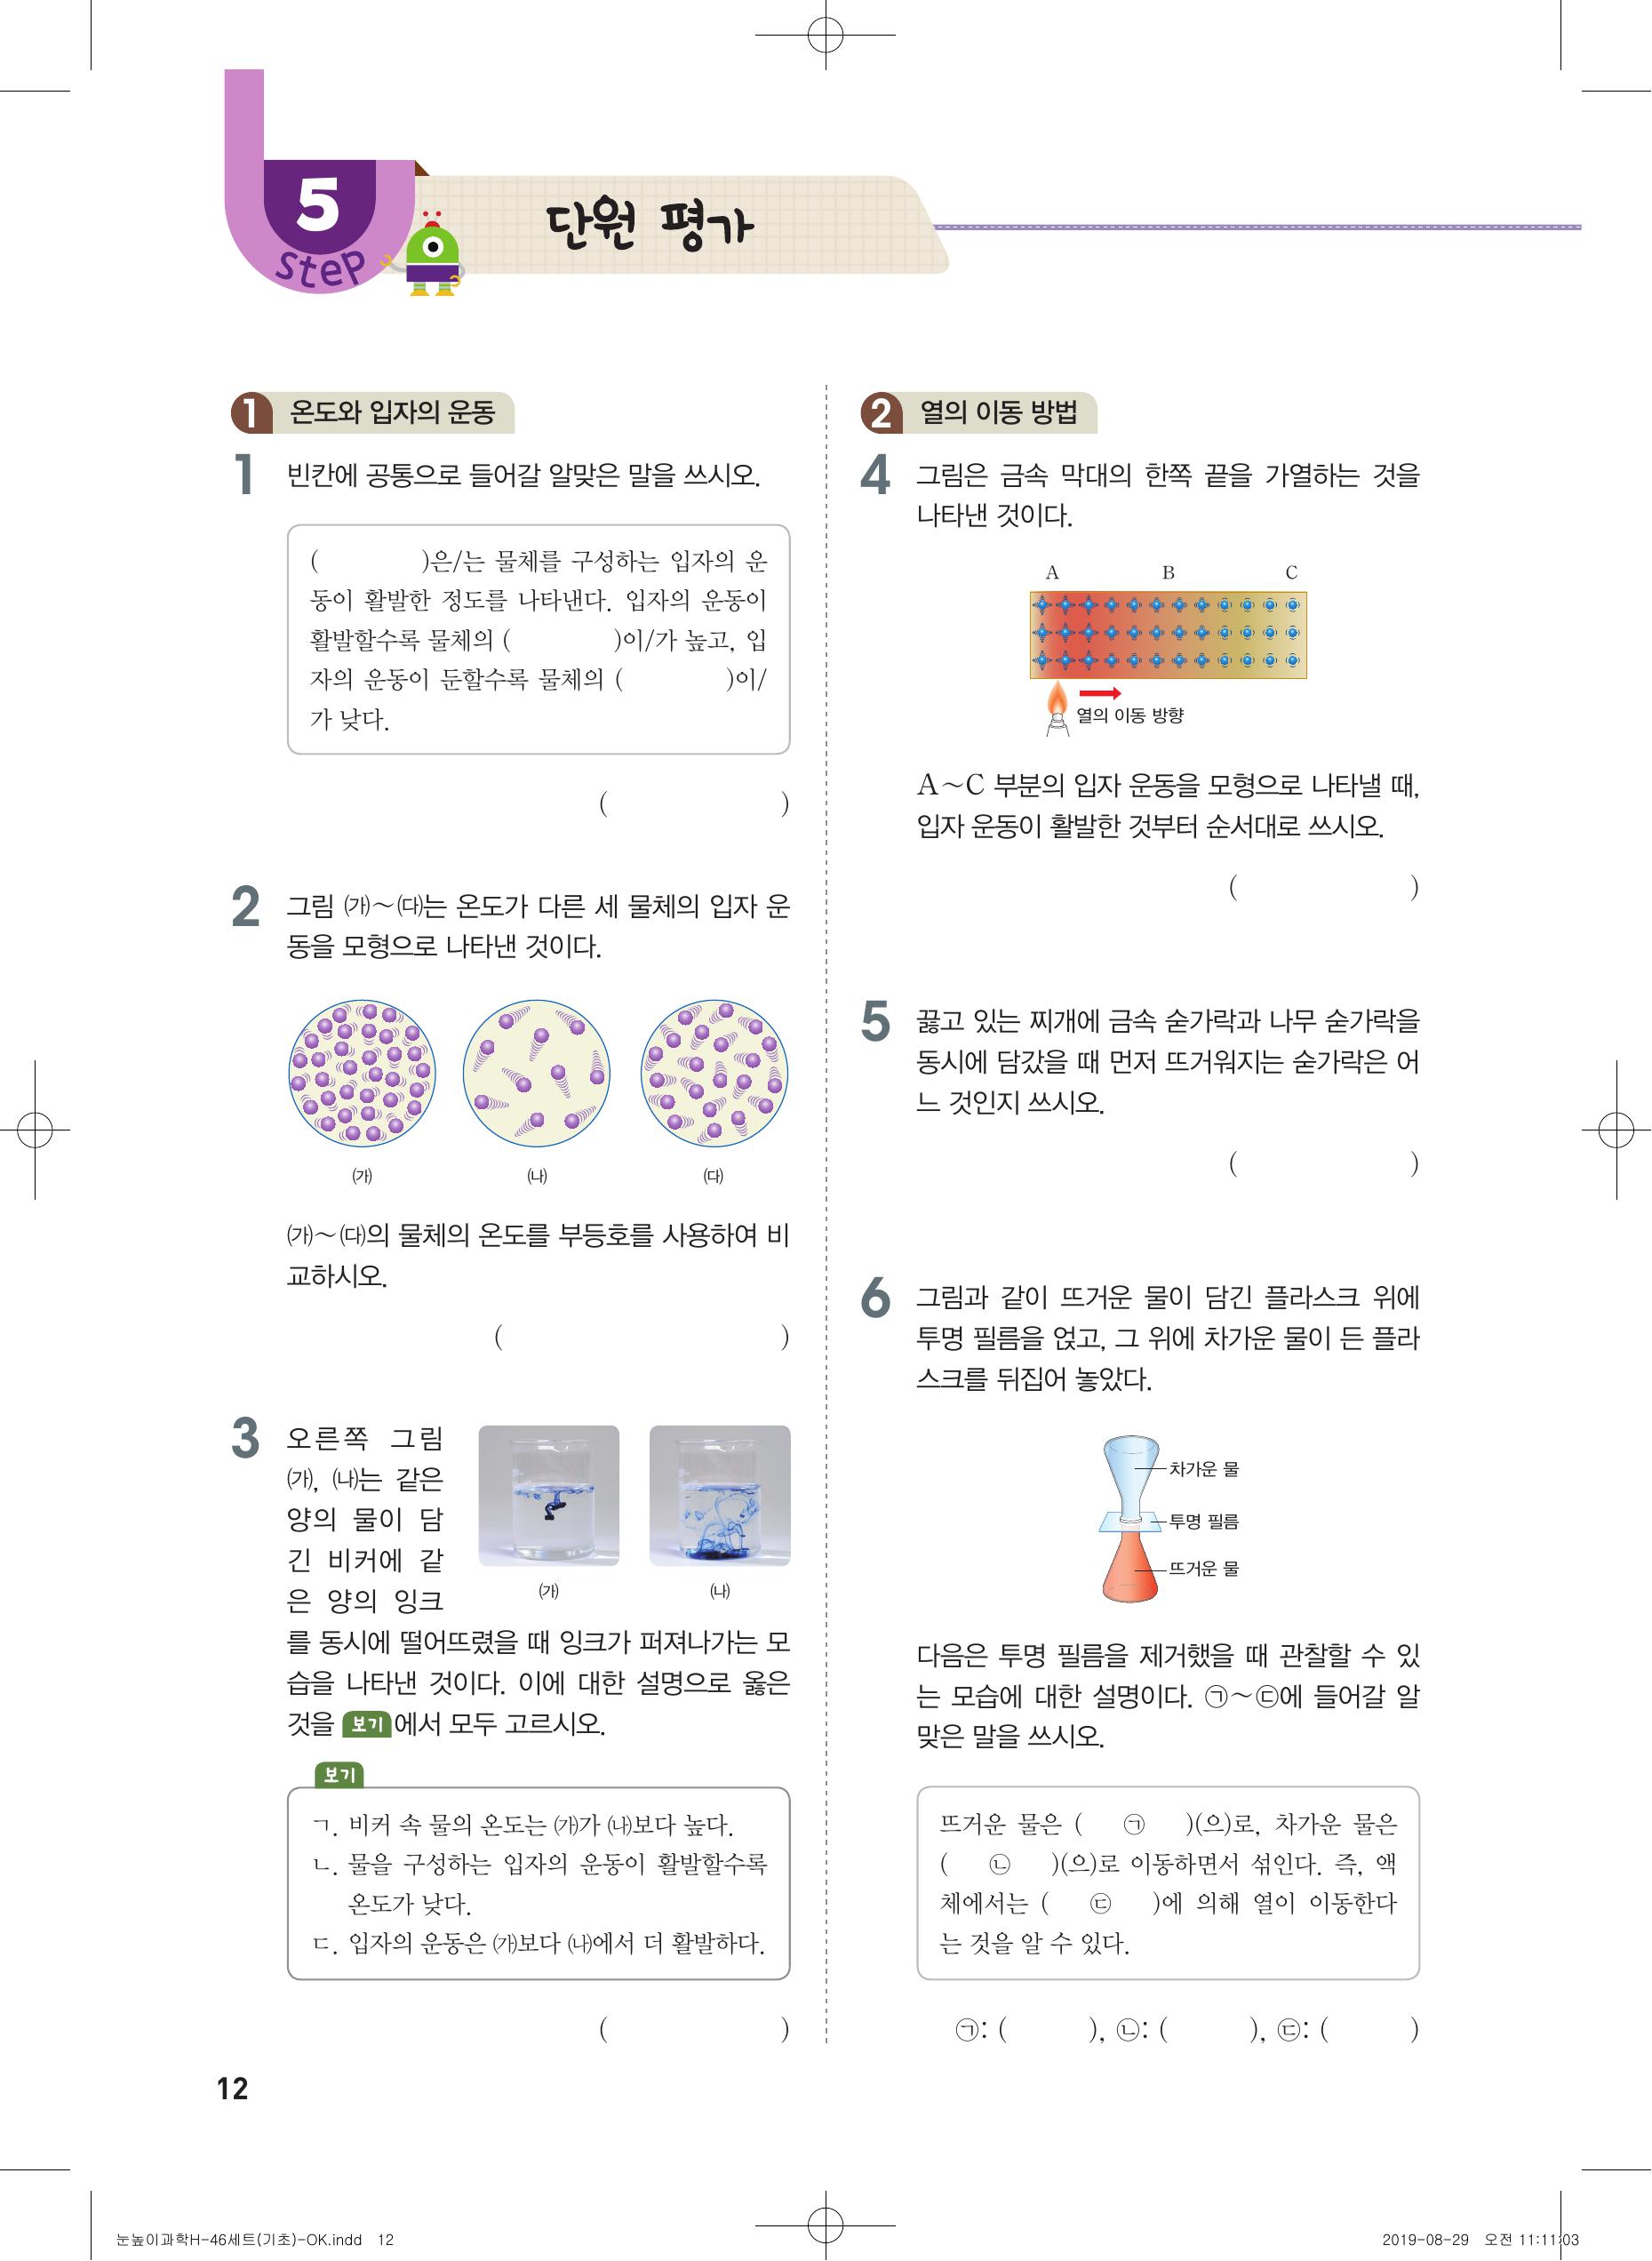 5
step
단원 평가
1 온도와 입자의 운동
1 빈칸에 공통으로 들어갈 알맞은 말을 쓰시오.
( )은/는 물체를 구성하는 입자의 운
동이 활발한 정도를 나타낸다. 입자의 운동이
활발할수록 물체의 ( )이/가 높고, 입
자의 운동이 둔할수록 물체의 ( )이/
가 낮다.
( )
2 그림 ㈎~㈐는 온도가 다른 세 물체의 입자 운
동을 모형으로 나타낸 것이다.
㈎ ㈏ ㈐
㈎~㈐의 물체의 온도를 부등호를 사용하여 비
교하시오.
( )
3 오른쪽 그림
㈎, ㈏는 같은
양의 물이 담
긴 비커에 같
은 양의 잉크
㈎ ㈏
를 동시에 떨어뜨렸을 때 잉크가 퍼져나가는 모
습을 나타낸 것이다. 이에 대한 설명으로 옳은
것을 보기에서 모두 고르시오.
보기
ㄱ. 비커 속 물의 온도는 ㈎가 ㈏보다 높다.
ㄴ. 물을 구성하는 입자의 운동이 활발할수록
온도가 낮다.
ㄷ. 입자의 운동은 ㈎보다 ㈏에서 더 활발하다.
( )
2 열의 이동 방법
4 그림은 금속 막대의 한쪽 끝을 가열하는 것을
나타낸 것이다.
A B C
열의 이동 방향
A~C 부분의 입자 운동을 모형으로 나타낼 때,
입자 운동이 활발한 것부터 순서대로 쓰시오.
( )
5 끓고 있는 찌개에 금속 숟가락과 나무 숟가락을
동시에 담갔을 때 먼저 뜨거워지는 숟가락은 어
느 것인지 쓰시오.
( )
6 그림과 같이 뜨거운 물이 담긴 플라스크 위에
투명 필름을 얹고, 그 위에 차가운 물이 든 플라
스크를 뒤집어 놓았다.
차가운 물
투명 필름
뜨거운 물
다음은 투명 필름을 제거했을 때 관찰할 수 있
는 모습에 대한 설명이다. ㉠~㉢에 들어갈 알
맞은 말을 쓰시오.
뜨거운 물은 ( ㉠ )(으)로, 차가운 물은
( ㉡ )(으)로 이동하면서 섞인다. 즉, 액
체에서는 ( ㉢ )에 의해 열이 이동한다
는 것을 알 수 있다.
㉠: ( ), ㉡: ( ), ㉢: ( )
12
눈높이과학H-46세트(기초)-OK.indd 12
2019-08-29 오전 11:11:03